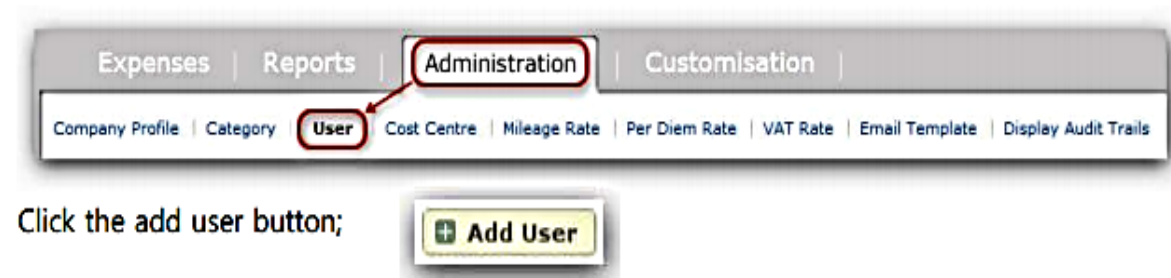 Expenses | Reports | Administration | Customisation |
Company Profile | Category | User | Cost Centre | Mileage Rate | Per Diem Rate | VAT Rate | Email Template | Display Audit Trails
Click the add user button;
Add User